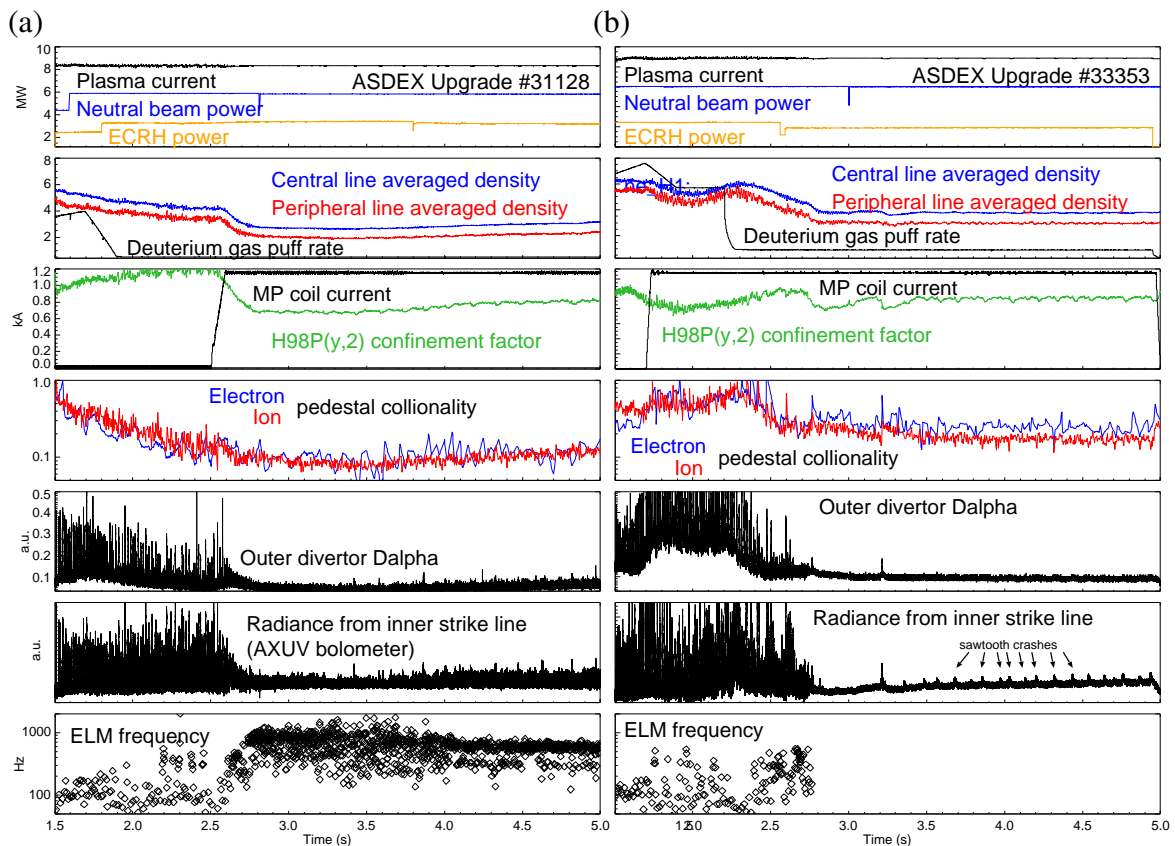 (a)
(b)
10
8
6
4
2
MW
Plasma current
ASDEX Upgrade #31128
Neutral beam power
ECRH power
Plasma current
ASDEX Upgrade #33353
Neutral beam power
ECRH power
8
6
4
2
Central line averaged density
Peripheral line averaged density
Deuterium gas puff rate
Central line averaged density
Peripheral line averaged density
Deuterium gas puff rate
1.2
1.0
0.8
0.6
0.4
0.2
0.0
kA
MP coil current
H98P(y,2) confinement factor
MP coil current
H98P(y,2) confinement factor
1.0
0.1
Electron
Ion
pedestal collionality
Electron
Ion
pedestal collionality
0.5
0.4
0.3
0.2
0.1
a.u.
Outer divertor Dalpha
Outer divertor Dalpha
a.u.
Radiance from inner strike line
(AXUV bolometer)
Radiance from inner strike line
sawtooth crashes
1000
100
Hz
ELM frequency
ELM frequency
1.5 2.0 2.5 3.0 3.5 4.0 4.5 5.0
Time (s)
2.5 3.0 3.5 4.0 4.5 5.0
Time (s)